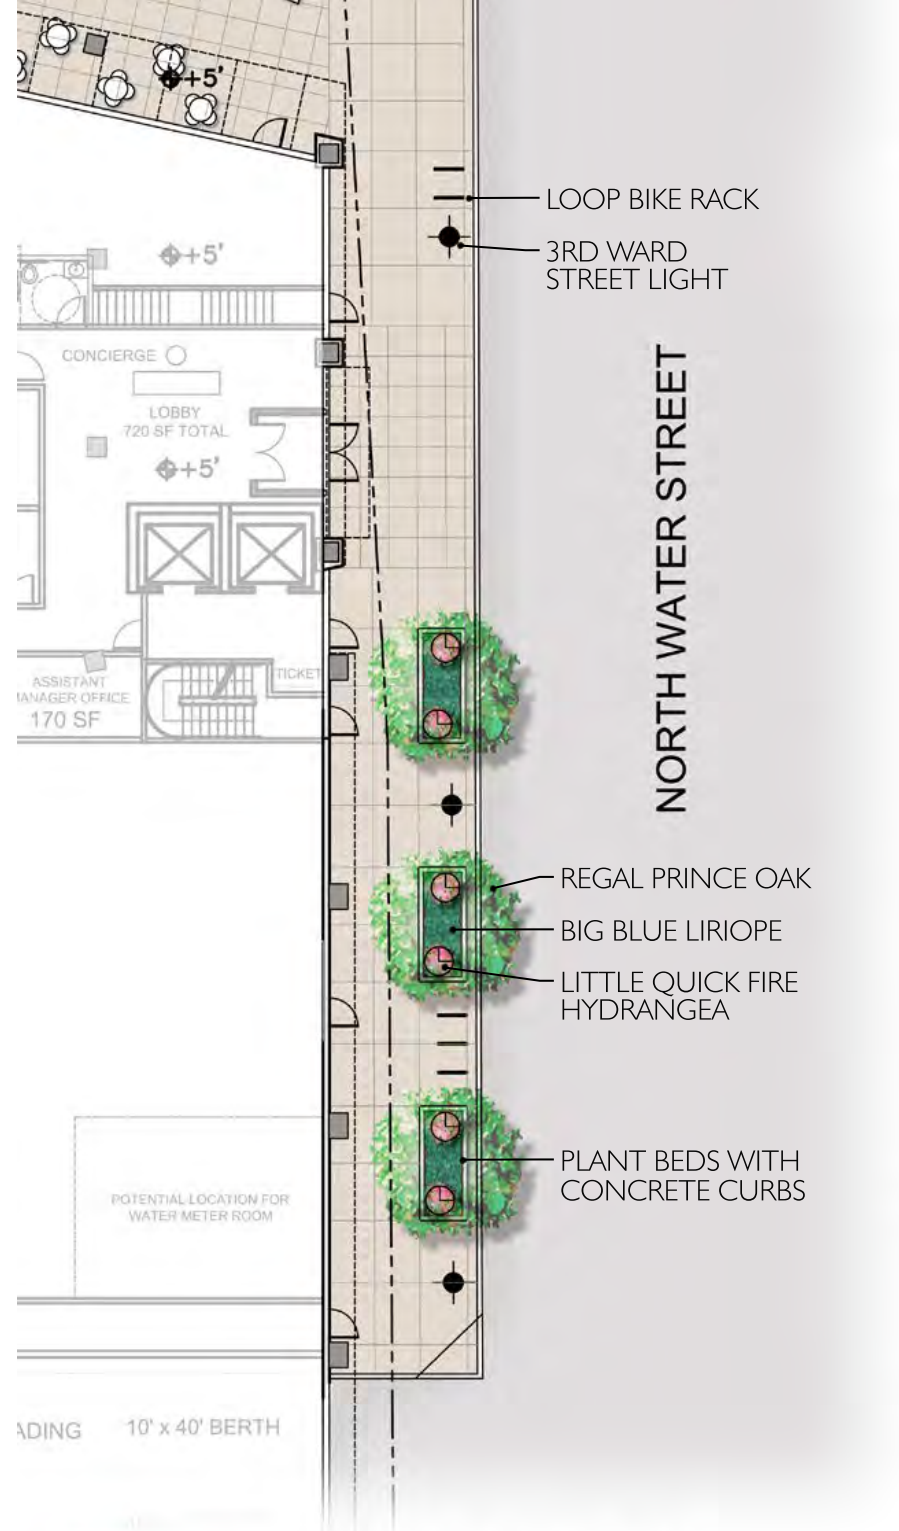 +5'
LOOP BIKE RACK
3RD WARD
STREET LIGHT
+5'
CONCIERGE
LOBBY
720 SF TOTAL
+5'
NORTH WATER STREET
TICKET
ASSISTANT
MANAGER OFFICE
170 SF
REGAL PRINCE OAK
BIG BLUE LIRIOPE
LITTLE QUICK FIRE
HYDRANGEA
PLANT BEDS WITH
CONCRETE CURBS
POTENTIAL LOCATION FOR
WATER METER ROOM
ADING 10' x 40' BERTH